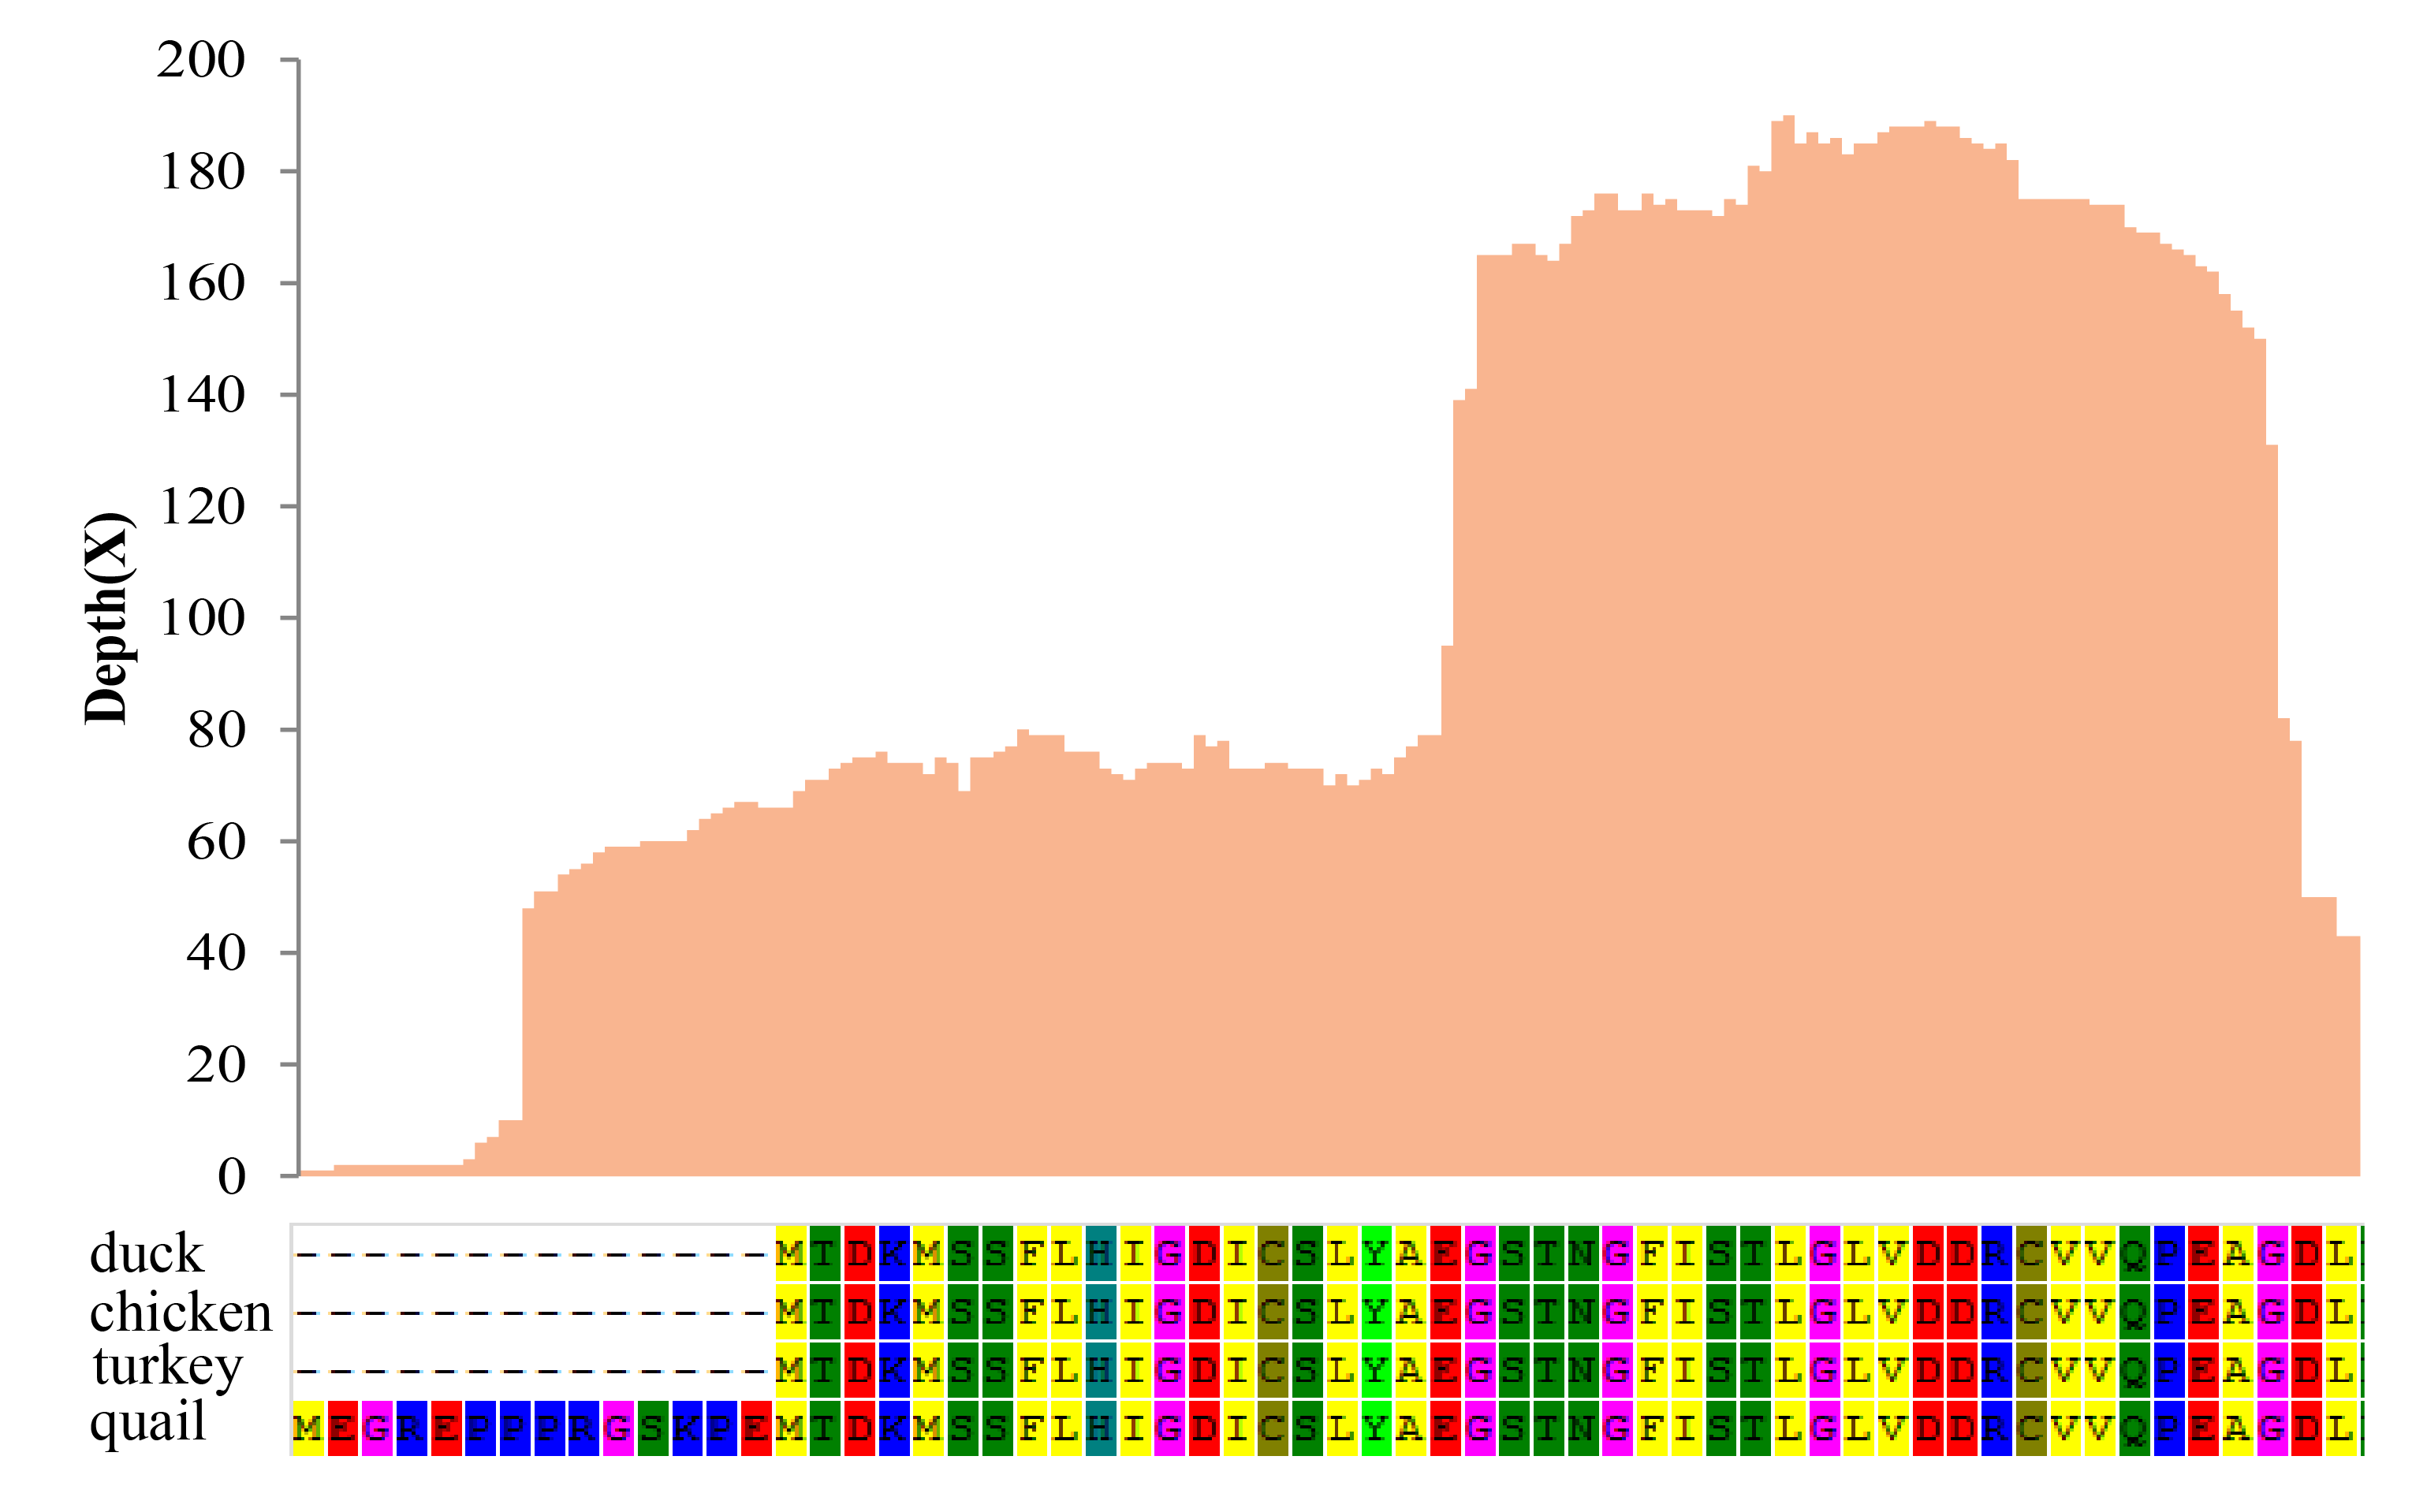 200
180
160
140
120
100
80
60
40
20
0
Depth(X)
duck --------------MTDKMSSFLHIGDICSLYAEGSTNGFISTLGLVDDRCVVQPEAGDL
chicken --------------MTDKMSSFLHIGDICSLYAEGSTNGFISTLGLVDDRCVVQPEAGDL
turkey --------------MTDKMSSFLHIGDICSLYAEGSTNGFISTLGLVDDRCVVQPEAGDL
quail MEGREPPPRGSKPEMTDKMSSFLHIGDICSLYAEGSTNGFISTLGLVDDRCVVQPEAGDL